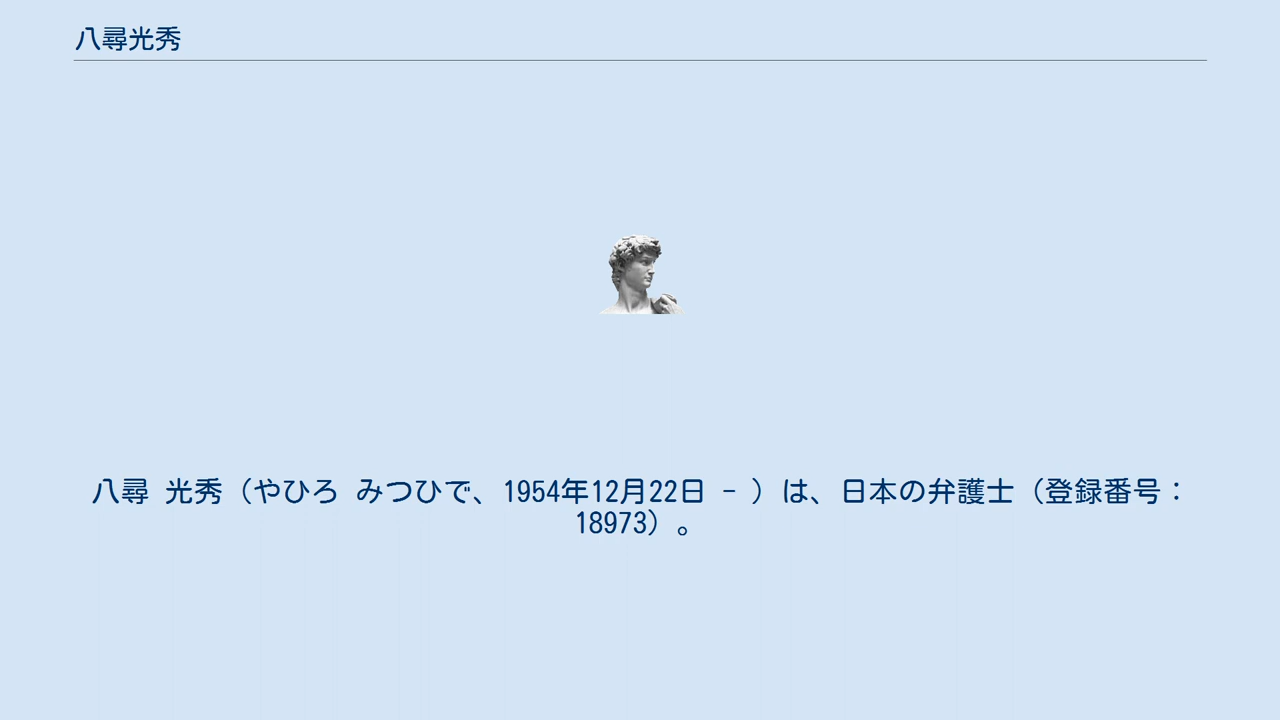 八尋光秀
八尋 光秀（やひろ みつひで、1954年12月22日 - ）は、日本の弁護士（登録番号：
18973）。